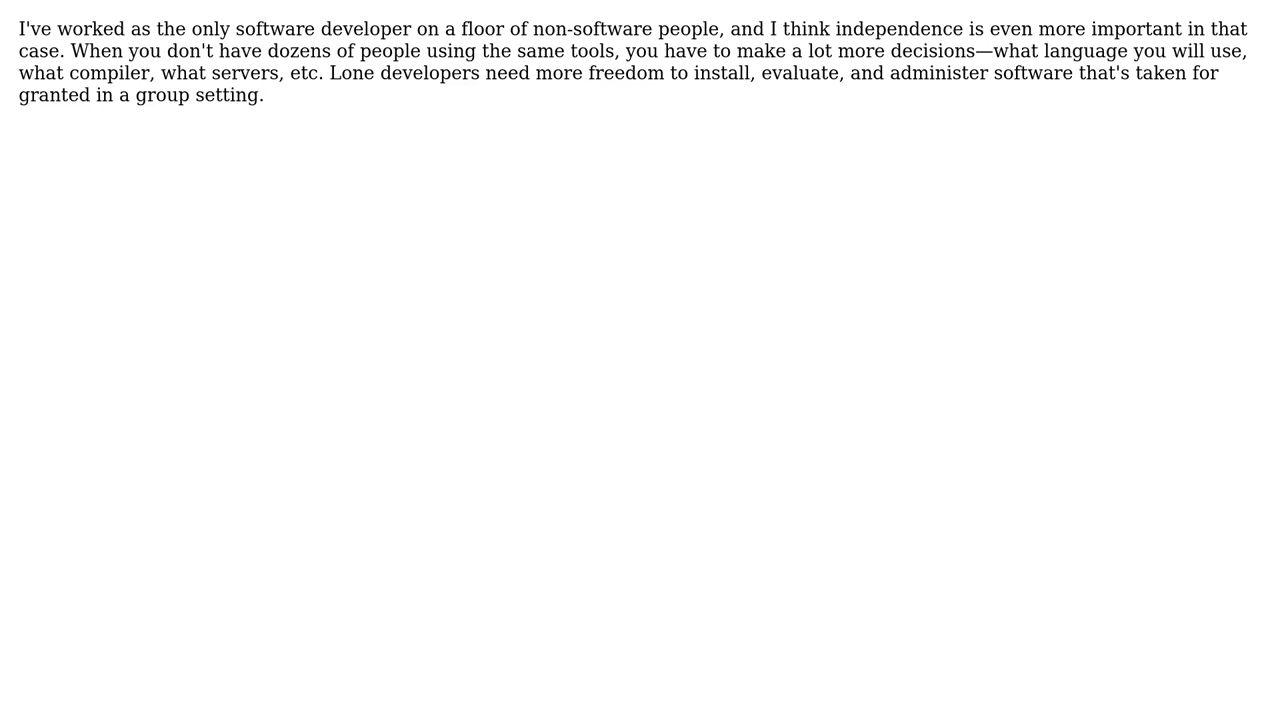 I've worked as the only software developer on a floor of non-software people, and I think independence is even more important in that
case. When you don't have dozens of people using the same tools, you have to make a lot more decisions—what language you will use,
what compiler, what servers, etc. Lone developers need more freedom to install, evaluate, and administer software that's taken for
granted in a group setting.